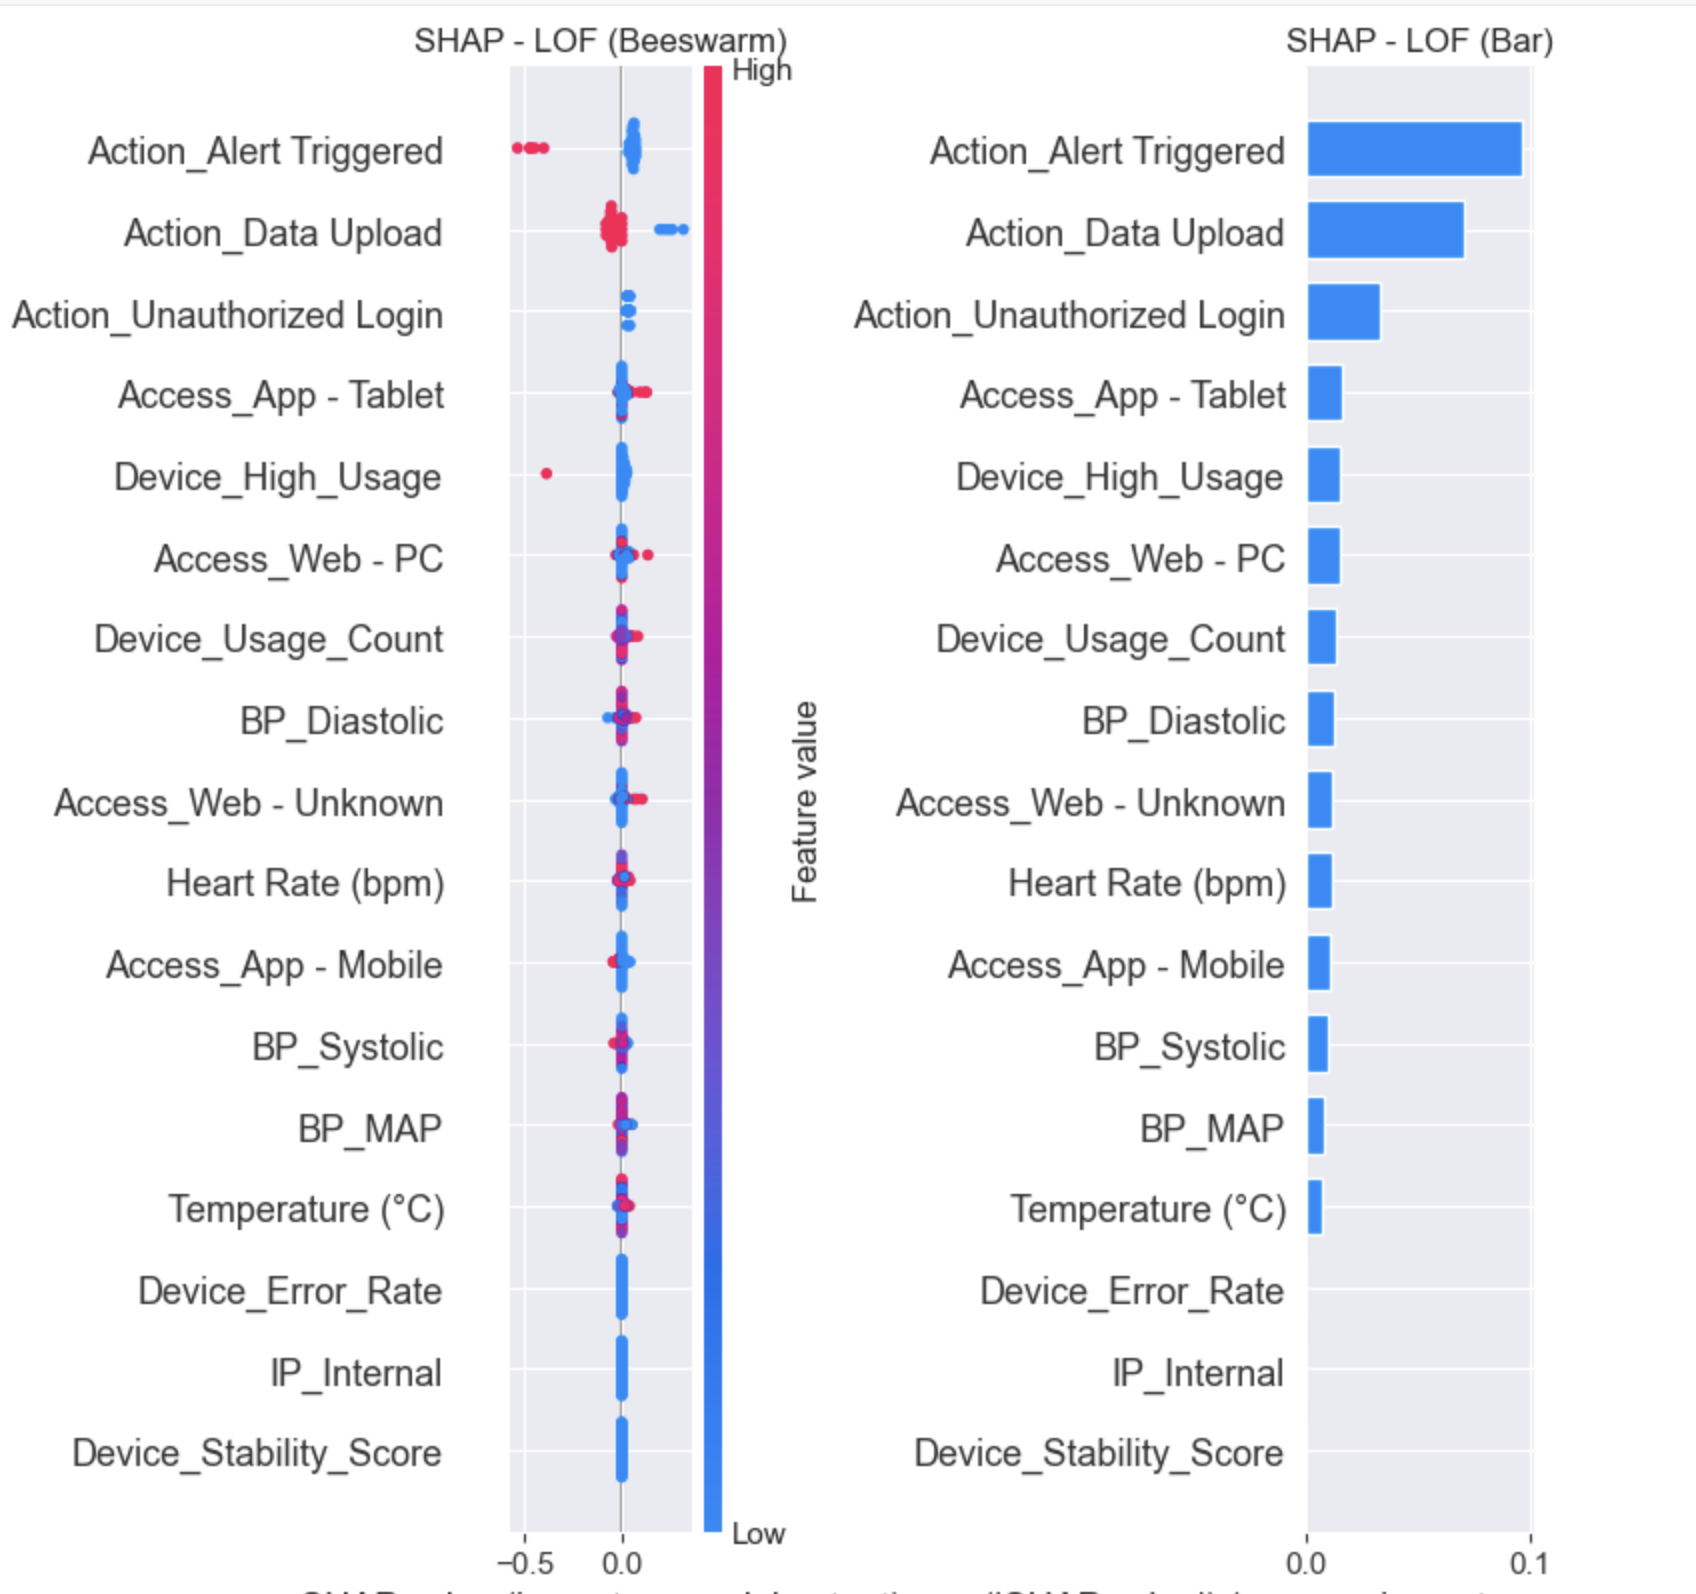 SHAP - LOF (Beeswarm)
High
Action_Alert Triggered
Action_Data Upload
Action_Unauthorized Login
Access_App - Tablet
Device_High_Usage
Access_Web - PC
Device_Usage_Count
BP_Diastolic
Access_Web - Unknown
Heart Rate (bpm)
Access_App - Mobile
BP_Systolic
BP_MAP
Temperature (°C)
Device_Error_Rate
IP_Internal
Device_Stability_Score
Feature value
Low
−0.5 0.0
SHAP - LOF (Bar)
Action_Alert Triggered
Action_Data Upload
Action_Unauthorized Login
Access_App - Tablet
Device_High_Usage
Access_Web - PC
Device_Usage_Count
BP_Diastolic
Access_Web - Unknown
Heart Rate (bpm)
Access_App - Mobile
BP_Systolic
BP_MAP
Temperature (°C)
Device_Error_Rate
IP_Internal
Device_Stability_Score
0.0 0.1